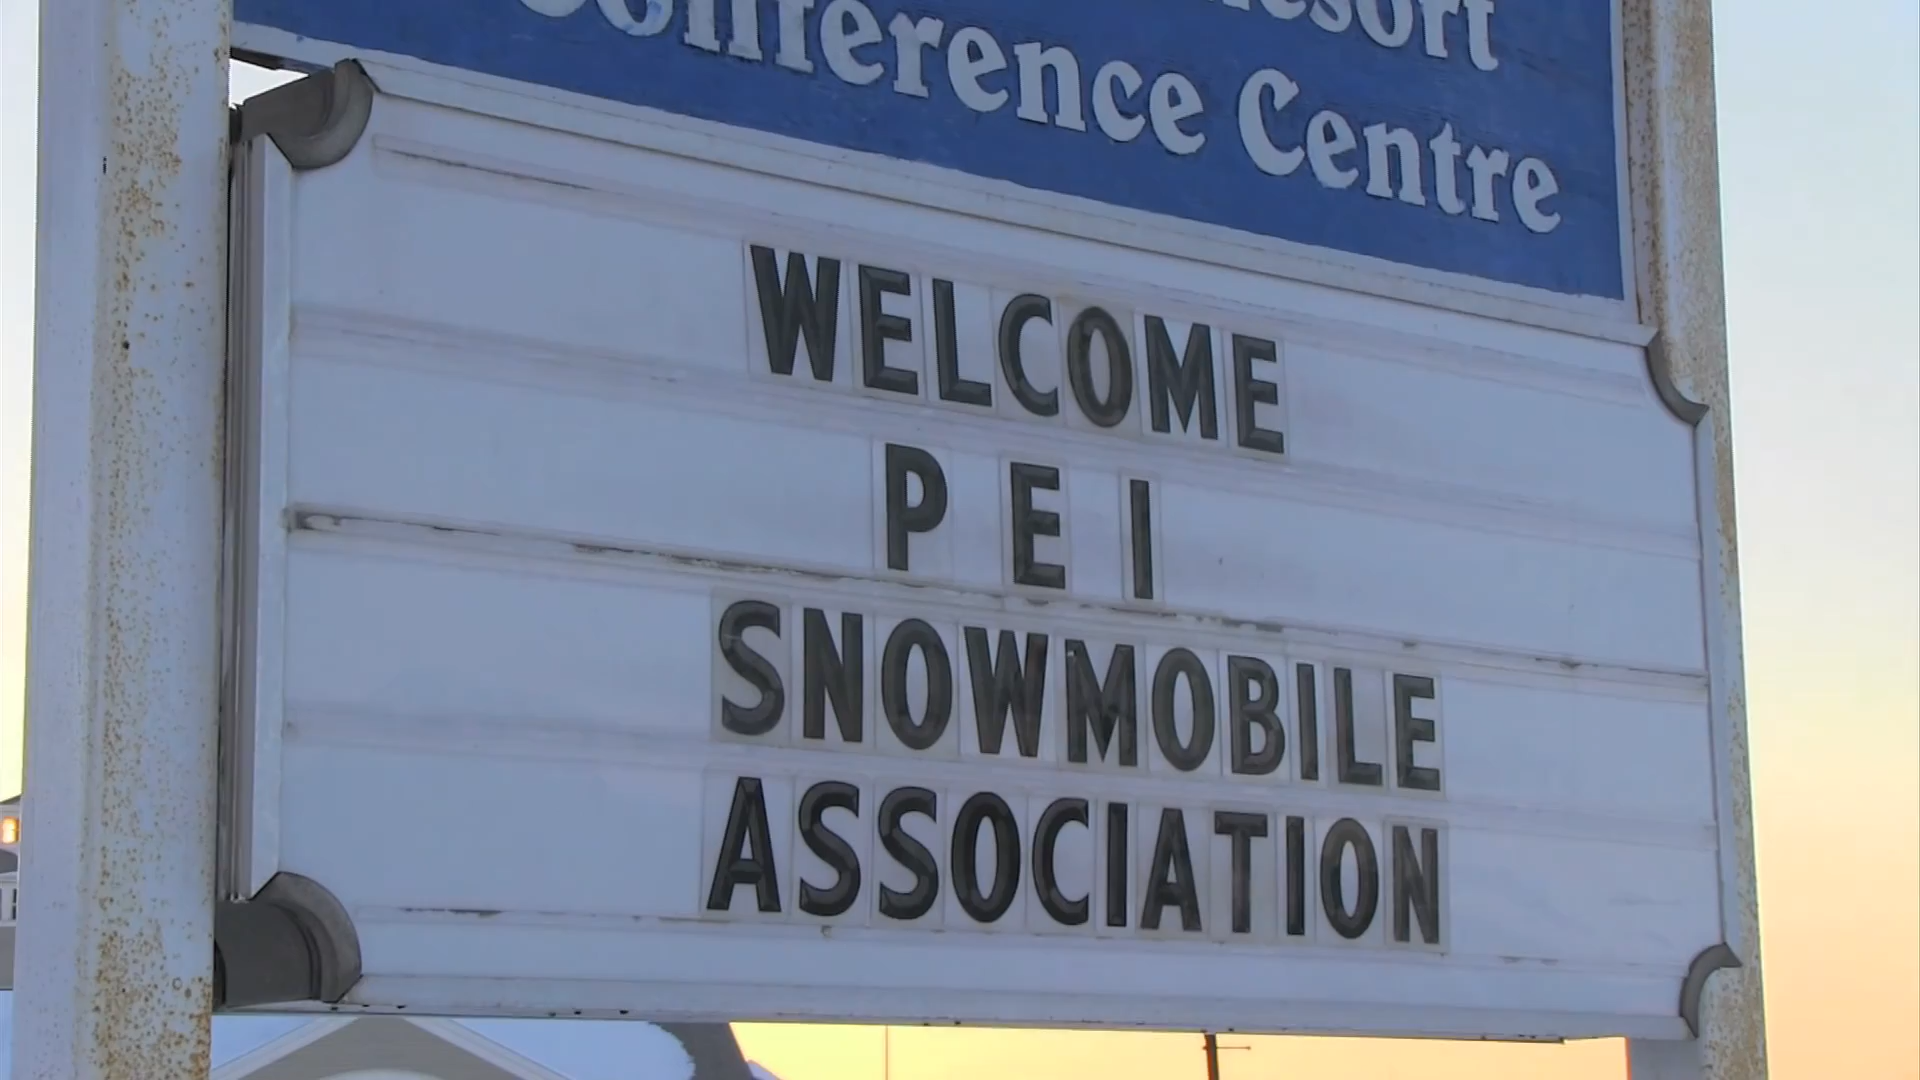 Resort
Conference Centre
WELCOME
P E I
SNOWMOBILE
ASSOCIATION